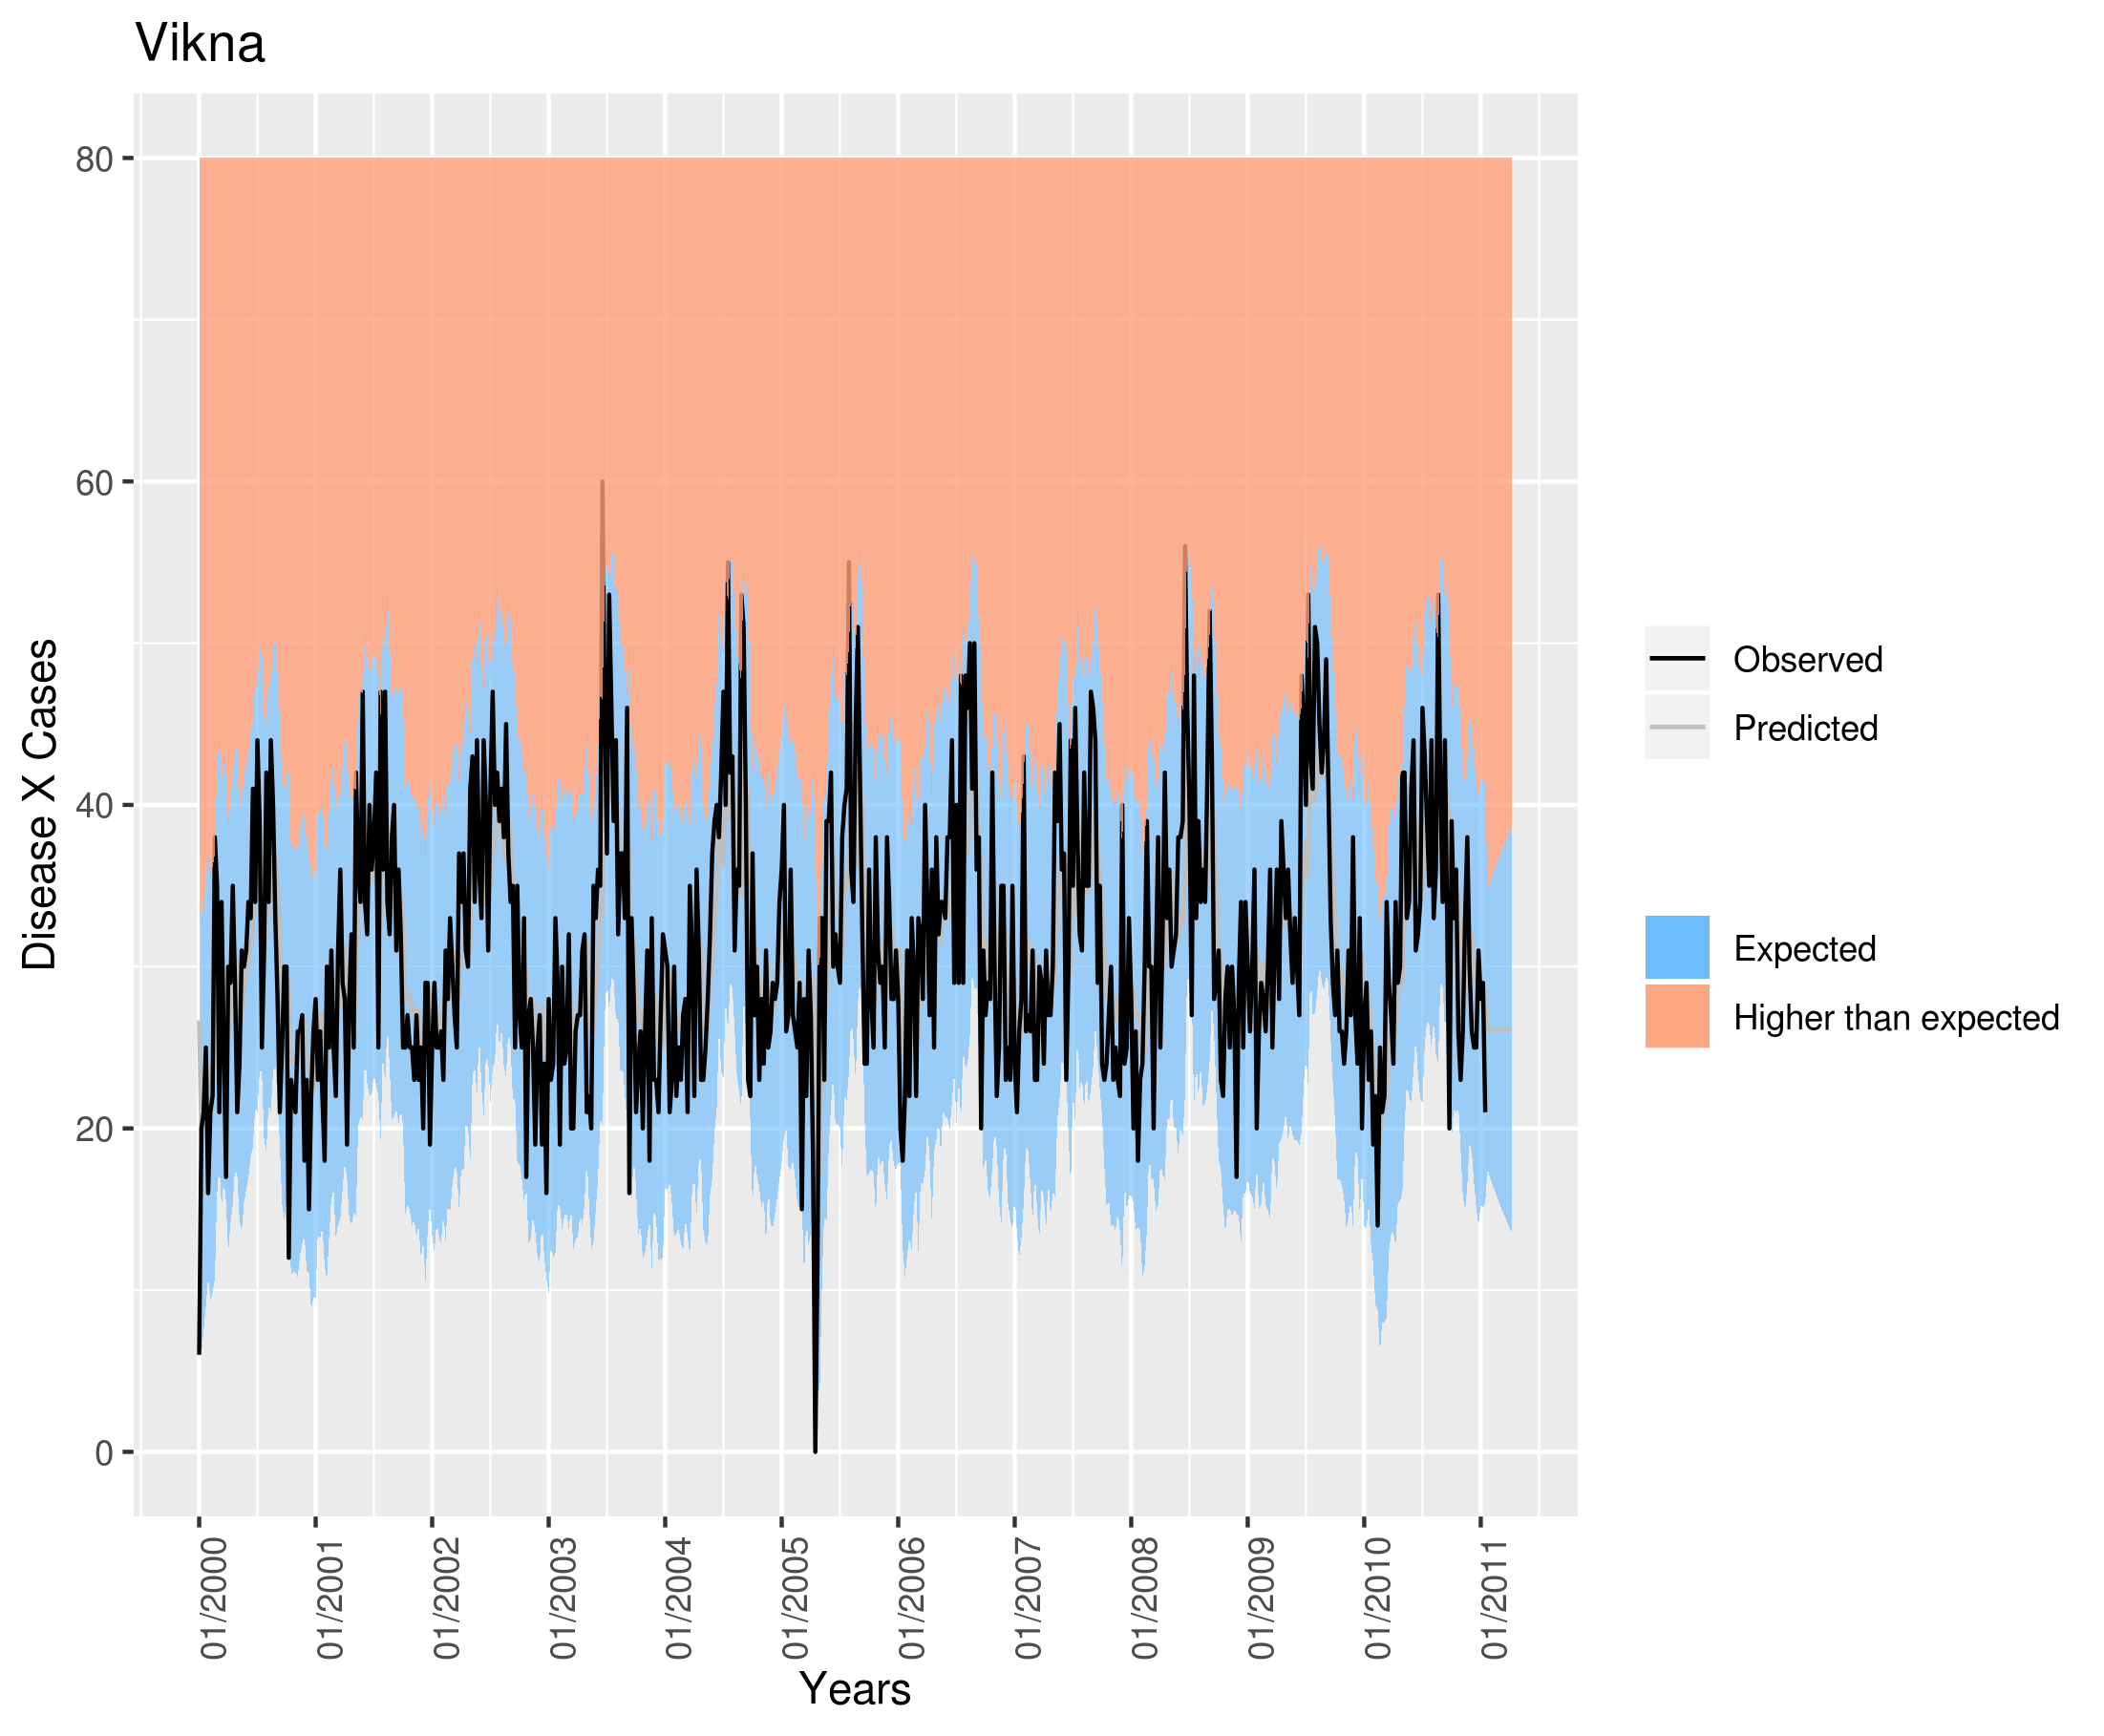 Vikna
80
60
40
20
0
Disease X Cases
01/2000
01/2001
01/2002
01/2003
01/2004
01/2005
01/2006
01/2007
01/2008
01/2009
01/2010
01/2011
Years
Observed
Predicted
Expected
Higher than expected